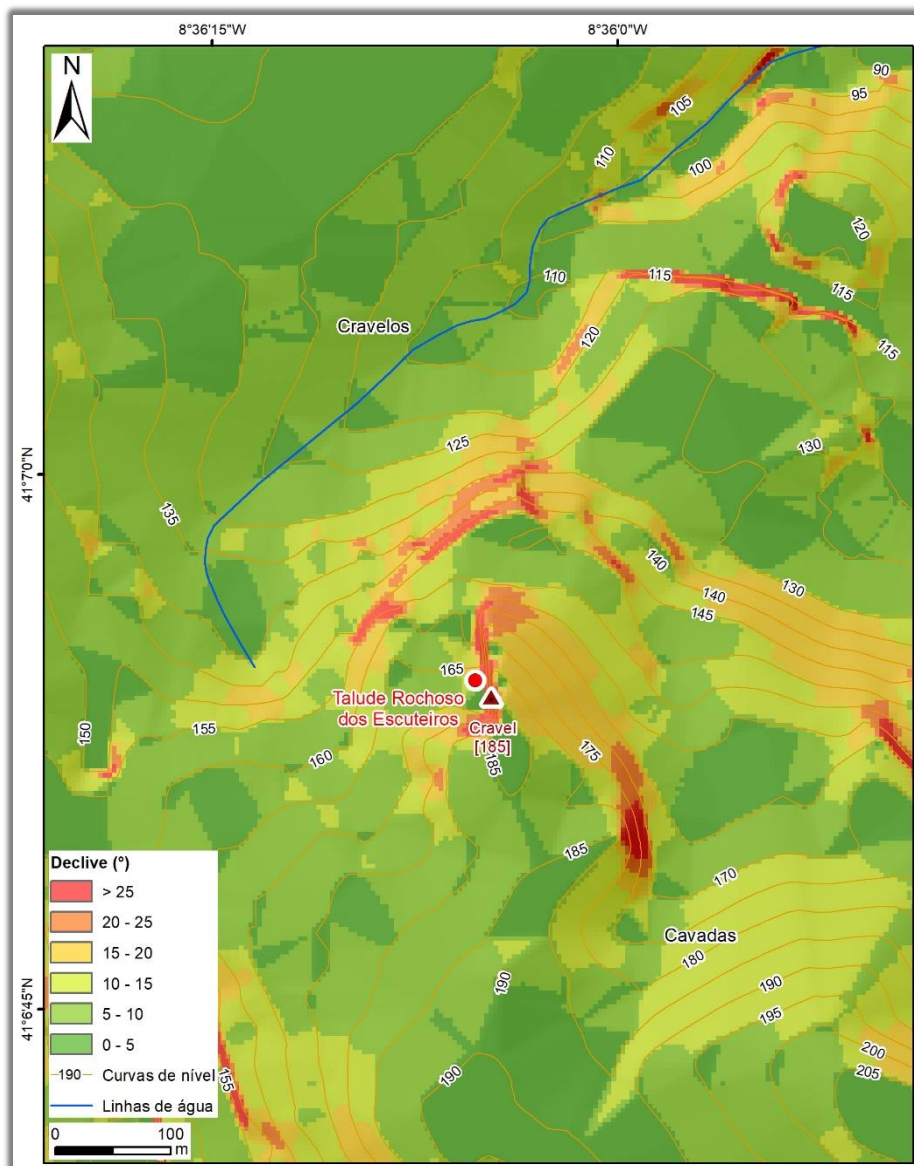 8°36'15"W
8°36'0"W
N
90
95
105
110
100
120
110
115
115
115
Cravelos
120
125
130
41°7'0"N
135
140
130
140
145
165
Talude Rochoso
dos Escuteiros
Cravel
[185]
150
155
160
185
175
185
170
Cavadas
180
190
190
195
41°6'45"N
200
205
190
155
Declive (°)
> 25
20 - 25
15 - 20
10 - 15
5 - 10
0 - 5
190 Curvas de nível
Linhas de água
0 100
m